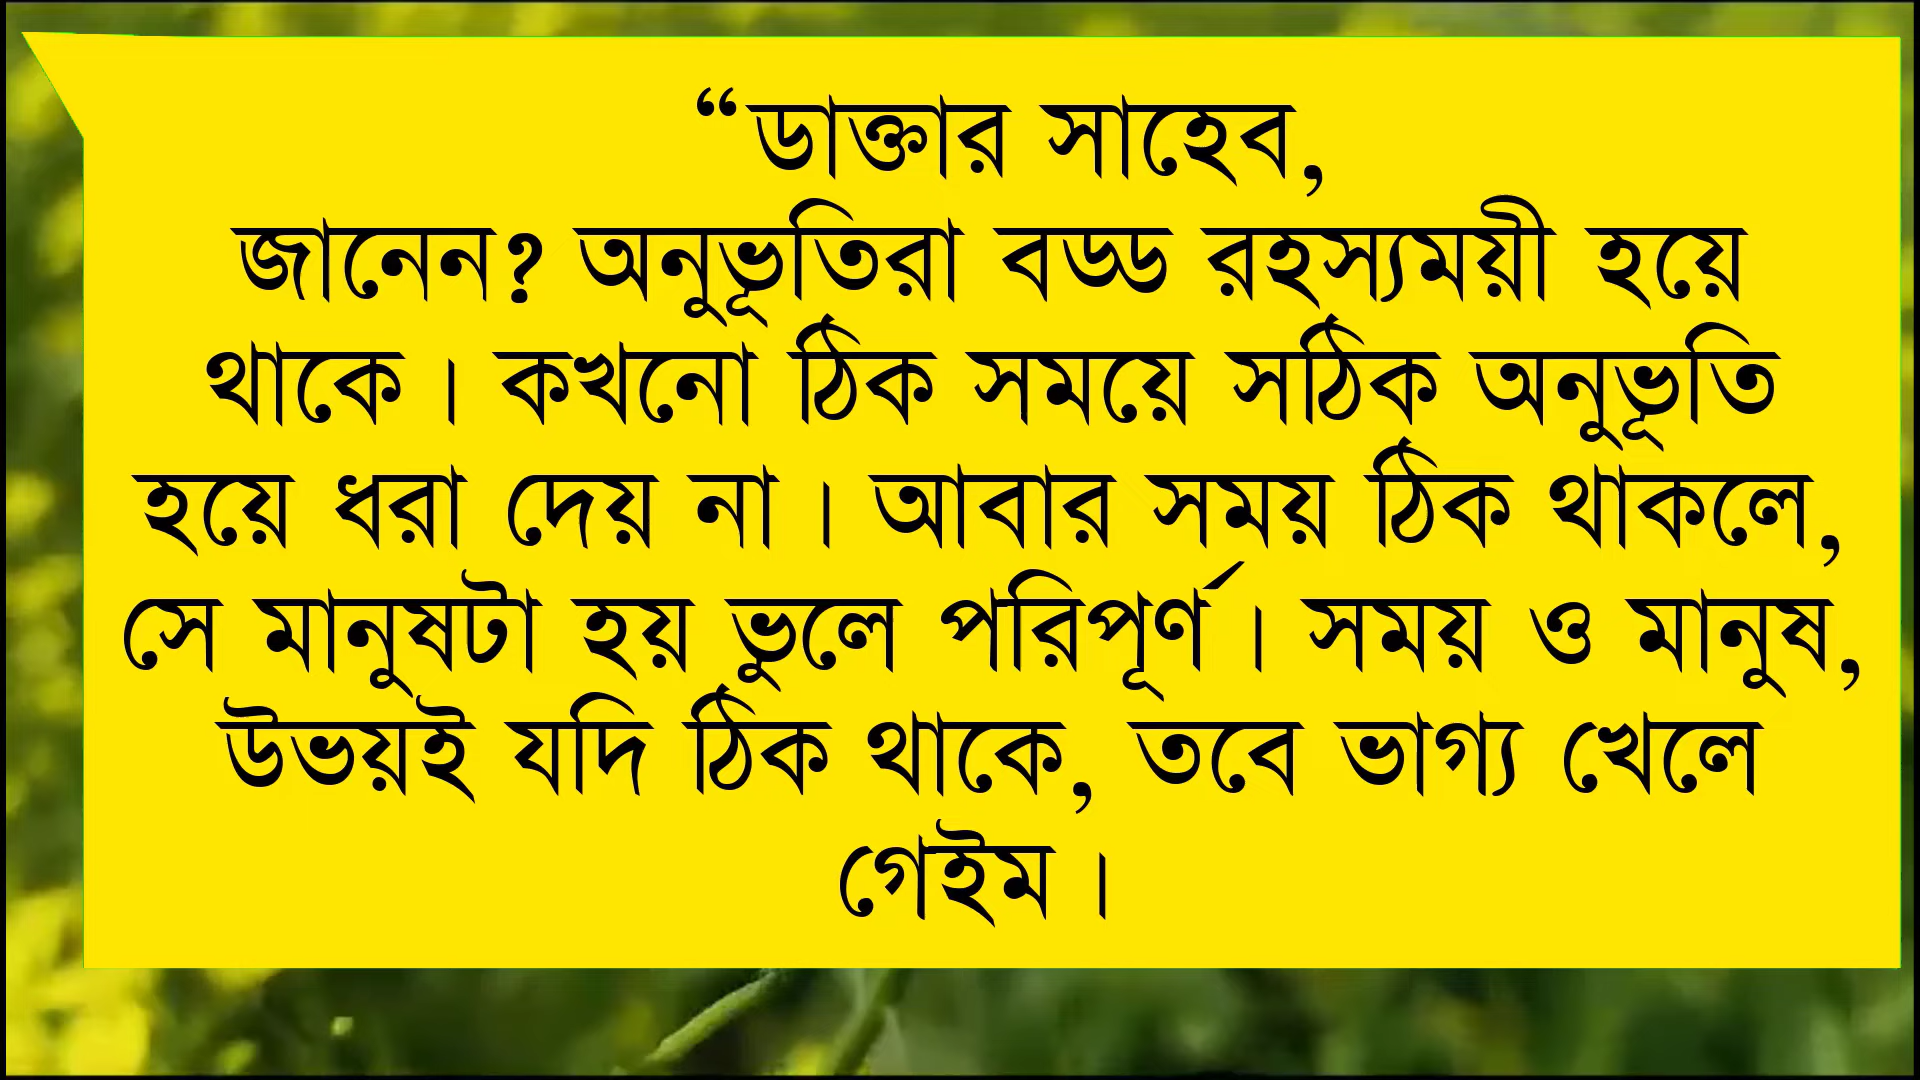 “ডাক্তার সাহেব,
জানেন? অনুভূতিরা বড্ড রহস্যময়ী হয়ে
থাকে। কখনো ঠিক সময়ে সঠিক অনুভূতি
হয়ে ধরা দেয় না। আবার সময় ঠিক থাকলে,
সে মানুষটা হয় ভুলে পরিপূর্ণ। সময় ও মানুষ,
উভয়ই যদি ঠিক থাকে, তবে ভাগ্য খেলে
গেইম।